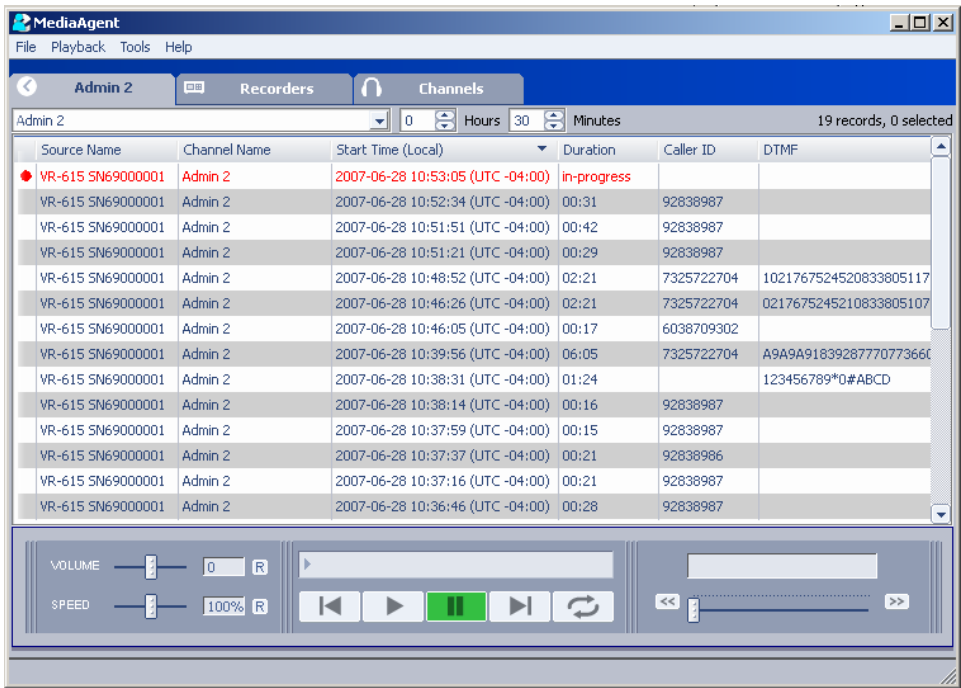 MediaAgent
File Playback Tools Help
Admin 2 Recorders Channels
Admin 2 0 Hours 30 Minutes 19 records, 0 selected
Source Name Channel Name Start Time (Local) Duration Caller ID DTMF
VR-615 SN69000001 Admin 2 2007-06-28 10:53:05 (UTC -04:00) in-progress
VR-615 SN69000001 Admin 2 2007-06-28 10:52:34 (UTC -04:00) 00:31 92838987
VR-615 SN69000001 Admin 2 2007-06-28 10:51:51 (UTC -04:00) 00:42 92838987
VR-615 SN69000001 Admin 2 2007-06-28 10:51:21 (UTC -04:00) 00:29 92838987
VR-615 SN69000001 Admin 2 2007-06-28 10:48:52 (UTC -04:00) 02:21 7325722704 1021767524520833805117
VR-615 SN69000001 Admin 2 2007-06-28 10:46:26 (UTC -04:00) 02:21 7325722704 0217675245210833805107
VR-615 SN69000001 Admin 2 2007-06-28 10:46:05 (UTC -04:00) 00:17 6038709302
VR-615 SN69000001 Admin 2 2007-06-28 10:39:56 (UTC -04:00) 06:05 7325722704 A9A9A91839287770773660
VR-615 SN69000001 Admin 2 2007-06-28 10:38:31 (UTC -04:00) 01:24 123456789*0#ABCD
VR-615 SN69000001 Admin 2 2007-06-28 10:38:14 (UTC -04:00) 00:16 92838987
VR-615 SN69000001 Admin 2 2007-06-28 10:37:59 (UTC -04:00) 00:15 92838987
VR-615 SN69000001 Admin 2 2007-06-28 10:37:37 (UTC -04:00) 00:21 92838986
VR-615 SN69000001 Admin 2 2007-06-28 10:37:16 (UTC -04:00) 00:21 92838987
VR-615 SN69000001 Admin 2 2007-06-28 10:36:46 (UTC -04:00) 00:28 92838987
VOLUME 0 R
SPEED 100% R << >>